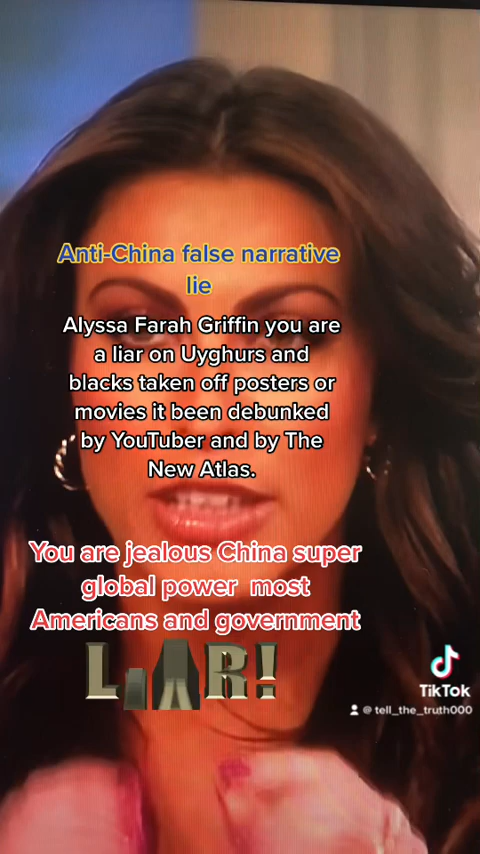 Anti-China false narrative
lie
Alyssa Farah Griffin you are
a liar on Uyghurs and
blacks taken off posters or
movies it been debunked
by YouTuber and by The
New Atlas.
You are jealous China super
global power most
Americans and government
LIAR!
TikTok
@ tell_the_truth000